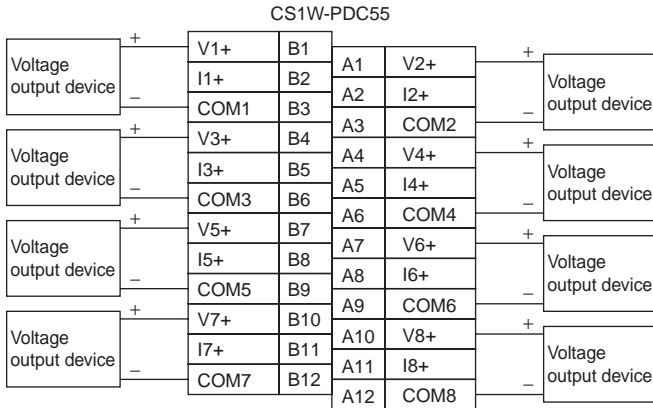 CS1W-PDC55
+ V1+ B1
Voltage
output device
I1+ B2
− COM1 B3
A1 V2+ +
Voltage
output device
A2 I2+
A3 COM2 −
+ V3+ B4
Voltage
output device
I3+ B5
− COM3 B6
A4 V4+ +
Voltage
output device
A5 I4+
A6 COM4 −
+ V5+ B7
Voltage
output device
I5+ B8
− COM5 B9
A7 V6+ +
Voltage
output device
A8 I6+
A9 COM6 −
+ V7+ B10
Voltage
output device
I7+ B11
− COM7 B12
A10 V8+ +
Voltage
output device
A11 I8+
A12 COM8 −